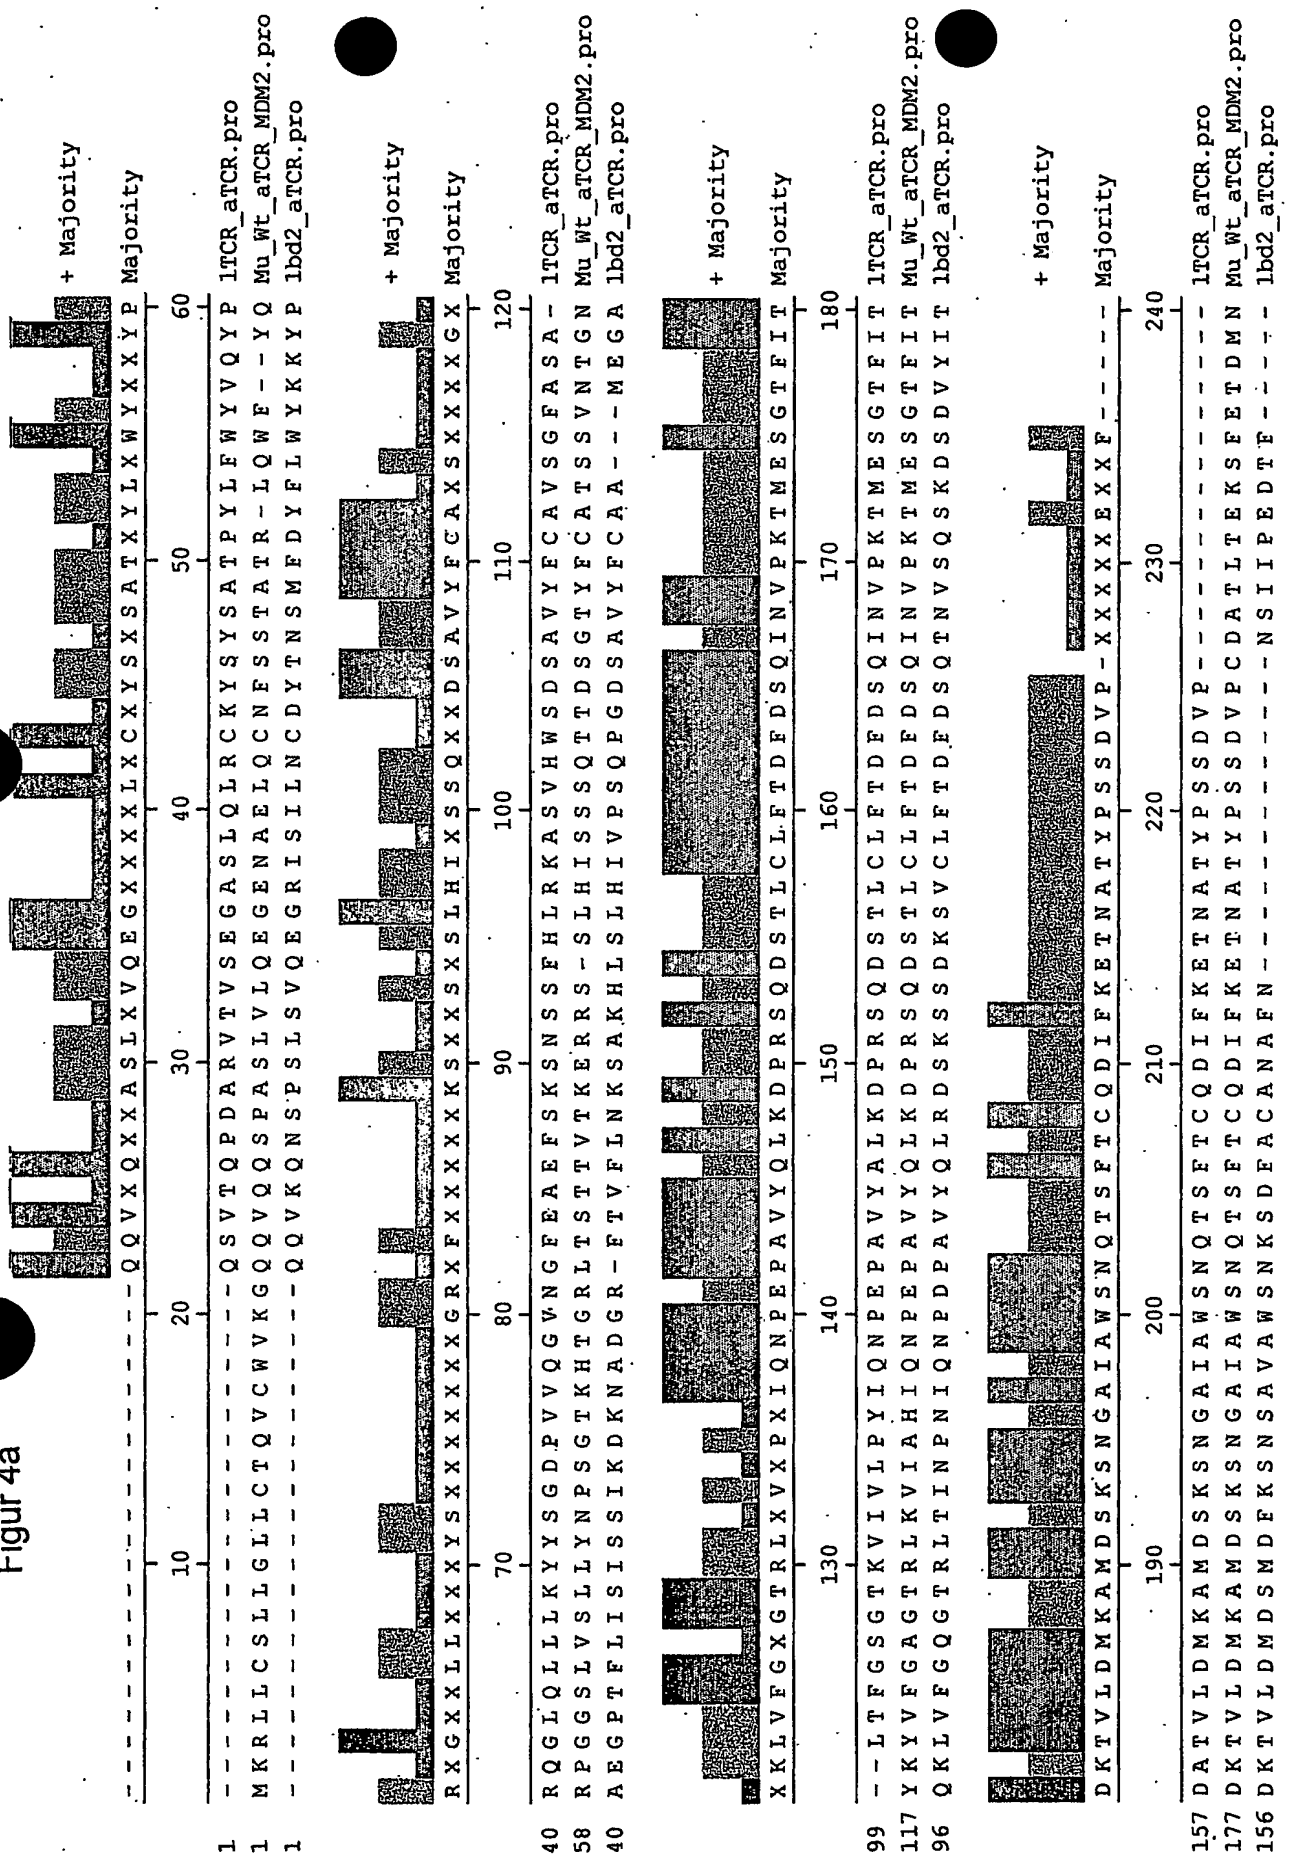 Figur 4a
+ Majority
- - - - - - - - - - - - - - - - - - - - - Q Q V X Q X X A S L X V Q E G X X X X L X C X Y S X S A T X Y L X W Y X X Y P Majority
10 20 30 40 50 60
1 - - - - - - - - - - - - - - - - - - - - - Q S V T Q P D A R V T V S E G A S L Q L R C K Y S Y S A T P Y L F W Y V Q Y P 1TCR_aTCR.pro
1 M K R L L C S L L G L L C T Q V C W V K G Q Q V Q Q S P A S L V L Q E G E N A E L Q C N F S S T A T R - L Q W F - - Y Q Mu_Wt_aTCR_MDM2.pro
1 - - - - - - - - - - - - - - - - - - - - - Q Q V K Q N S P S L S V Q E G R I S I L N C D Y T N S M F D Y F L W Y K K Y P 1bd2_aTCR.pro
+ Majority
R X G X X L L X X X Y S X X X X X X X G R X F X X X X X K S X X S X S L H I X S S Q X X D S A V Y F C A X S X X X X G X Majority
70 80 90 100 110 120
40 R Q G L Q L L L K Y Y S G D P V V Q G V N G F E A E F S K S N S S F H L R K A S V H W S D S A V Y F C A V S G F A S A - 1TCR_aTCR.pro
58 R P G G S L V S L L Y N P S G T K H T G R L T S T T V T K E R R S - S L H I S S S Q T T D S G T Y F C A T S S V N T G N Mu_Wt_aTCR_MDM2.pro
40 A E G P T F L I S I S S I K D K N A D G R - F T V F L N K S A K H L S L H I V P S Q P G D S A V Y F C A A - - - M E G A 1bd2_aTCR.pro
+ Majority
X K L V F G X G T R L X V X P X I Q N P E P A V Y Q L K D P R S Q D S T L C L F T D F D S Q I N V P K T M E S G T F I T Majority
130 140 150 160 170 180
99 - - L T F G S G T K V I V L P Y I Q N P E P A V Y A L K D P R S Q D S T L C L F T D F D S Q I N V P K T M E S G T F I T 1TCR_aTCR.pro
117 Y K Y V F G A G T R L K V I A H I Q N P E P A V Y Q L K D P R S Q D S T L C L F T D F D S Q I N V P K T M E S G T F I T Mu_Wt_aTCR_MDM2.pro
96 Q K L V F G Q G T R L T I N P N I Q N P D P A V Y Q L R D S K S S D K S V C L F T D F D S Q T N V S Q S K D S D V Y I T 1bd2_aTCR.pro
+ Majority
D K T V L D M K A M D S K S N G A I A W S N Q T S F T C Q D I F K E T N A T Y P S S D V P - X X X X X E X X F - - - - - Majority
190 200 210 220 230 240
157 D A T V L D M K A M D S K S N G A I A W S N Q T S F T C Q D I F K E T N A T Y P S S D V P - - - - - - - - - - - - - - - 1TCR_aTCR.pro
177 D K T V L D M K A M D S K S N G A I A W S N Q T S F T C Q D I F K E T N A T Y P S S D V P C D A T L T E K S F E T D M N Mu_Wt_aTCR_MDM2.pro
156 D K T V L D M D S M D F K S N S A V A W S N K S D F A C A N A F N - - - - - - - - - - - - - N S I I P E D T F - - - - - 1bd2_aTCR.pro